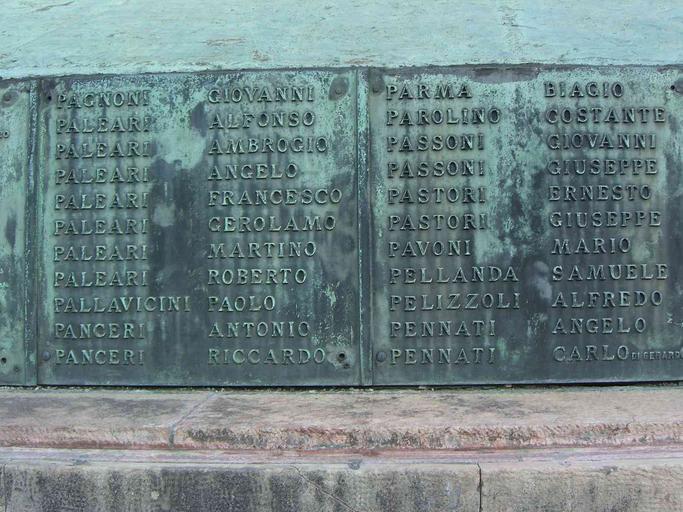 PAGNONI GIOVANNI
PALEARI ALFONSO
PALEARI AMBROGIO
PALEARI ANGELO
PALEARI FRANCESCO
PALEARI GEROLAMO
PALEARI MARTINO
PALEARI ROBERTO
PALLAVICINI PAOLO
PANCERI ANTONIO
PANCERI RICCARDO
PARMA BIAGIO
PAROLINO COSTANTE
PASSONI GIOVANNI
PASSONI GIUSEPPE
PASTORI ERNESTO
PASTORI GIUSEPPE
PAVONI MARIO
PELLANDA SAMUELE
PELIZZOLI ALFREDO
PENNATI ANGELO
PENNATI CARLO DI GERARD